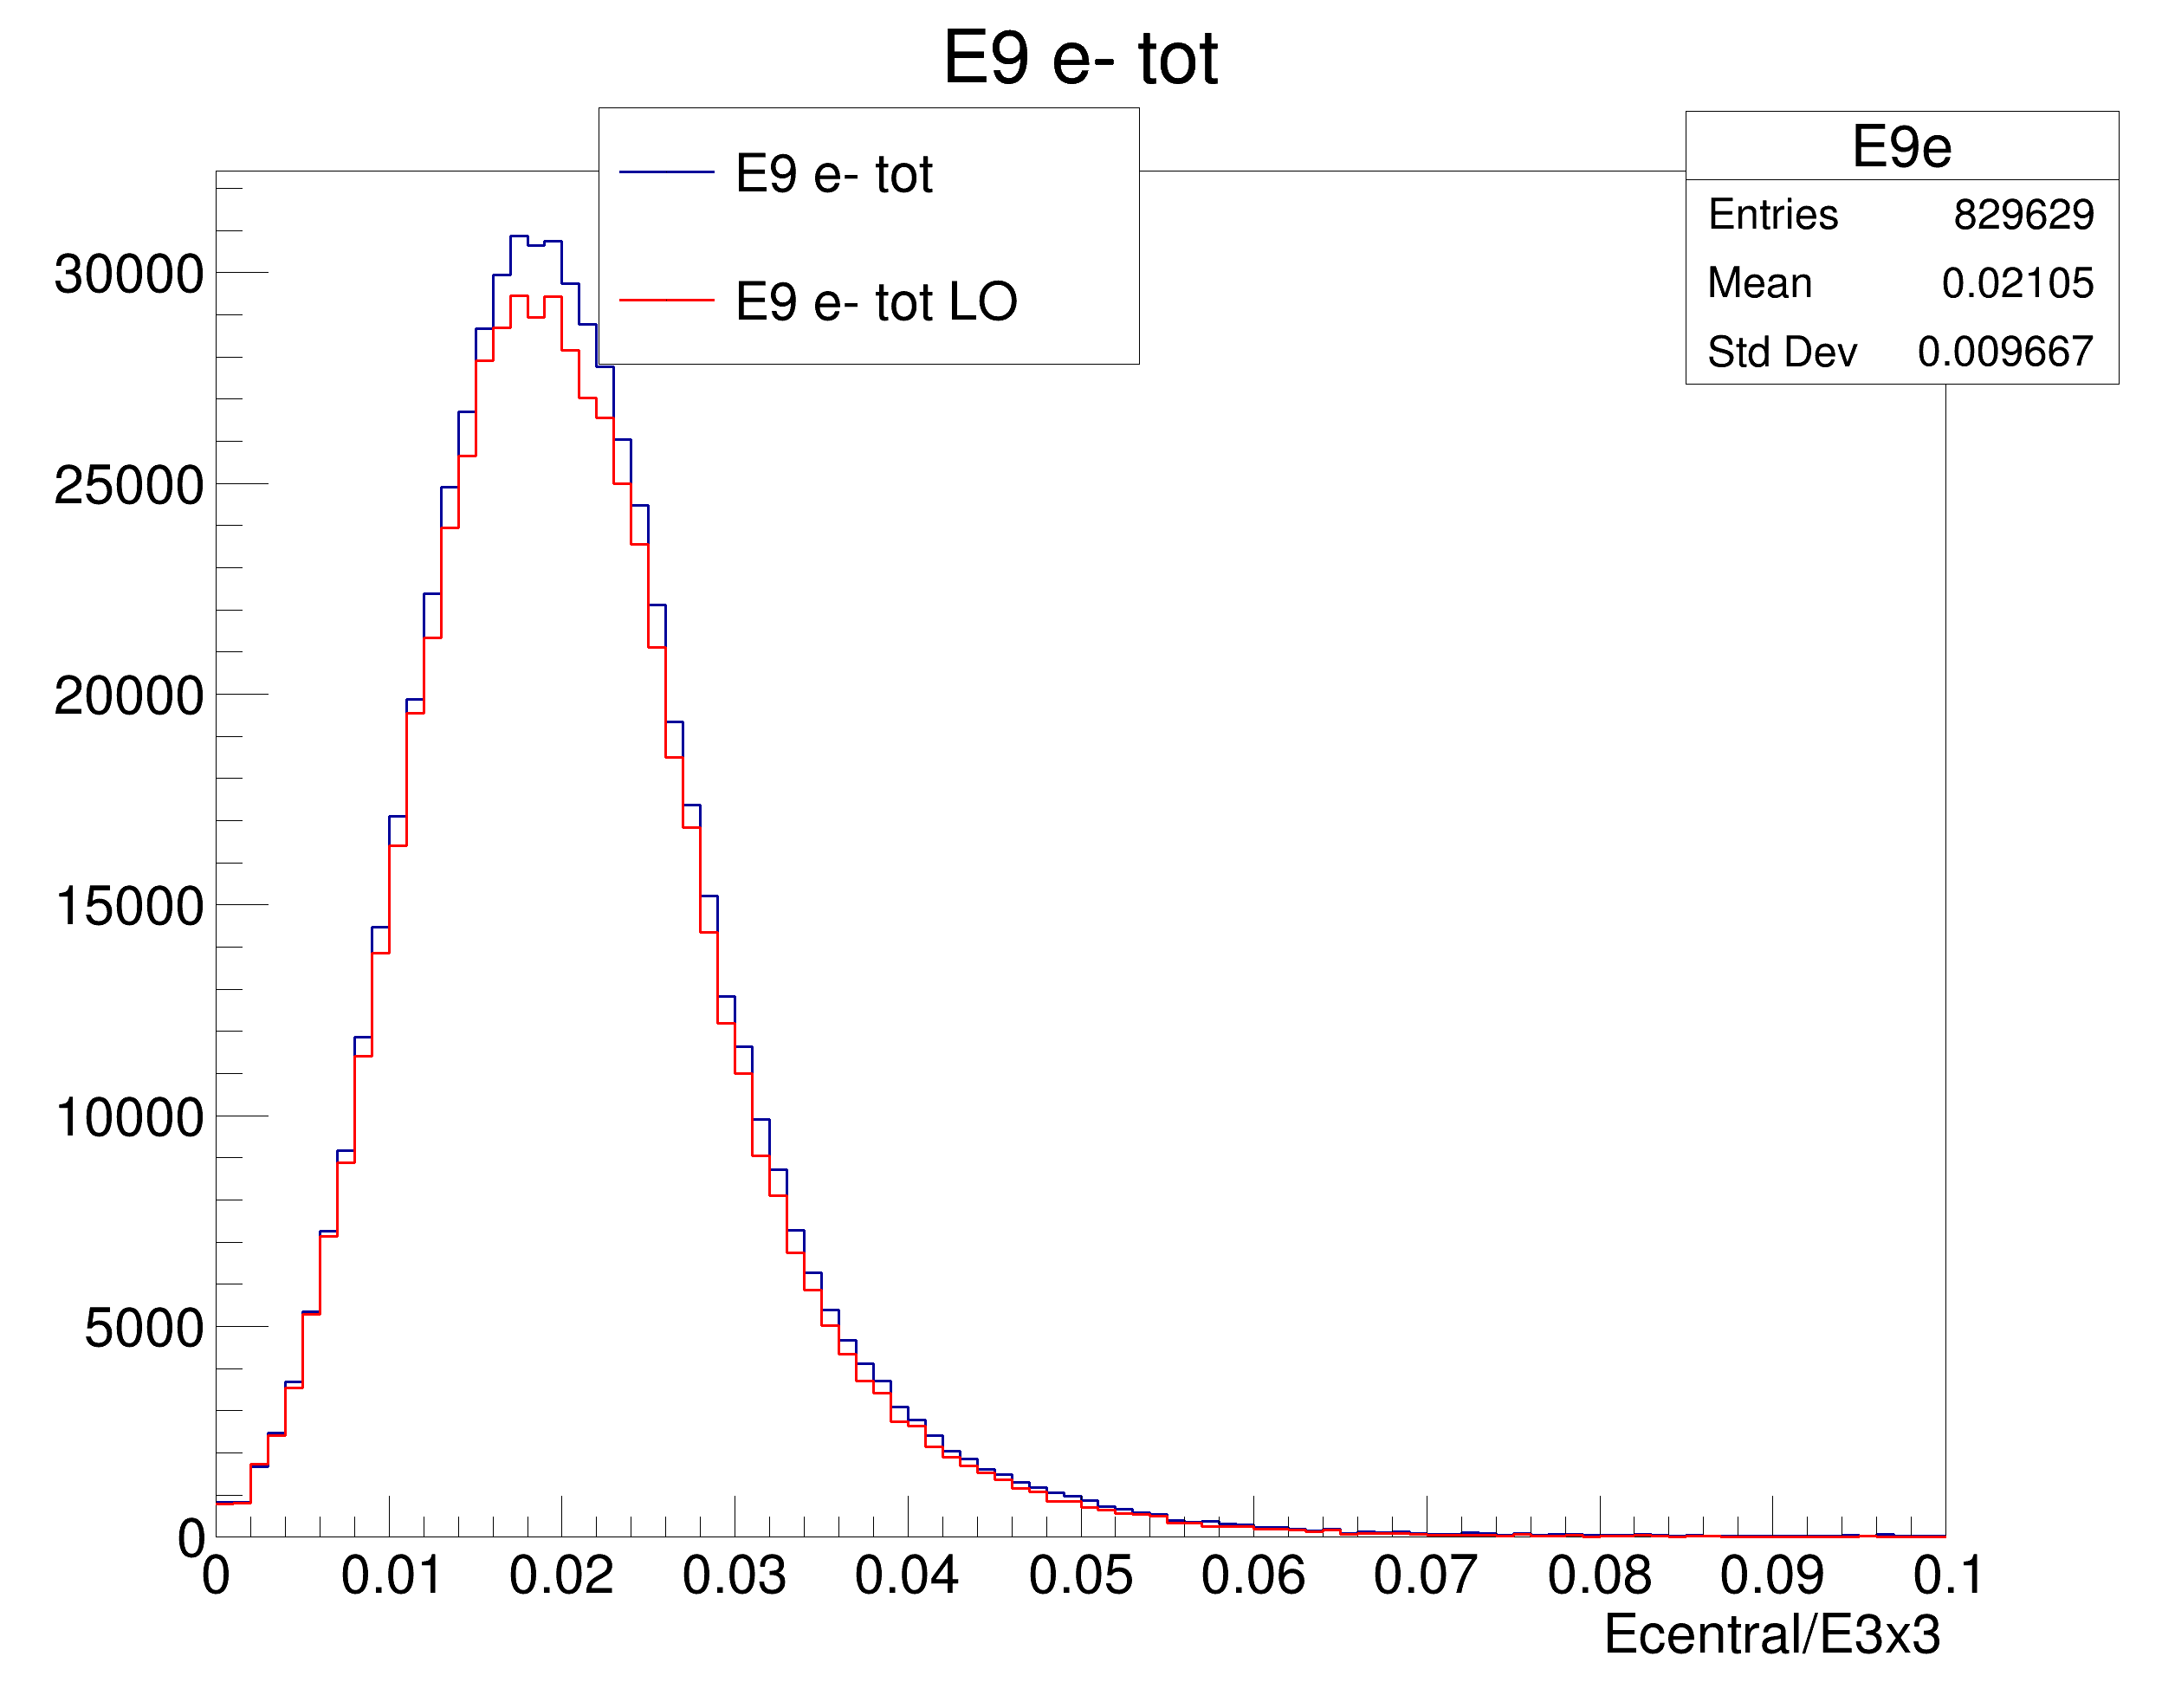 E9 e- tot
E9 e- tot
E9 e- tot LO
E9e
Entries 829629
Mean 0.02105
Std Dev 0.009667
30000
25000
20000
15000
10000
5000
0
0 0.01 0.02 0.03 0.04 0.05 0.06 0.07 0.08 0.09 0.1
Ecentral/E3x3